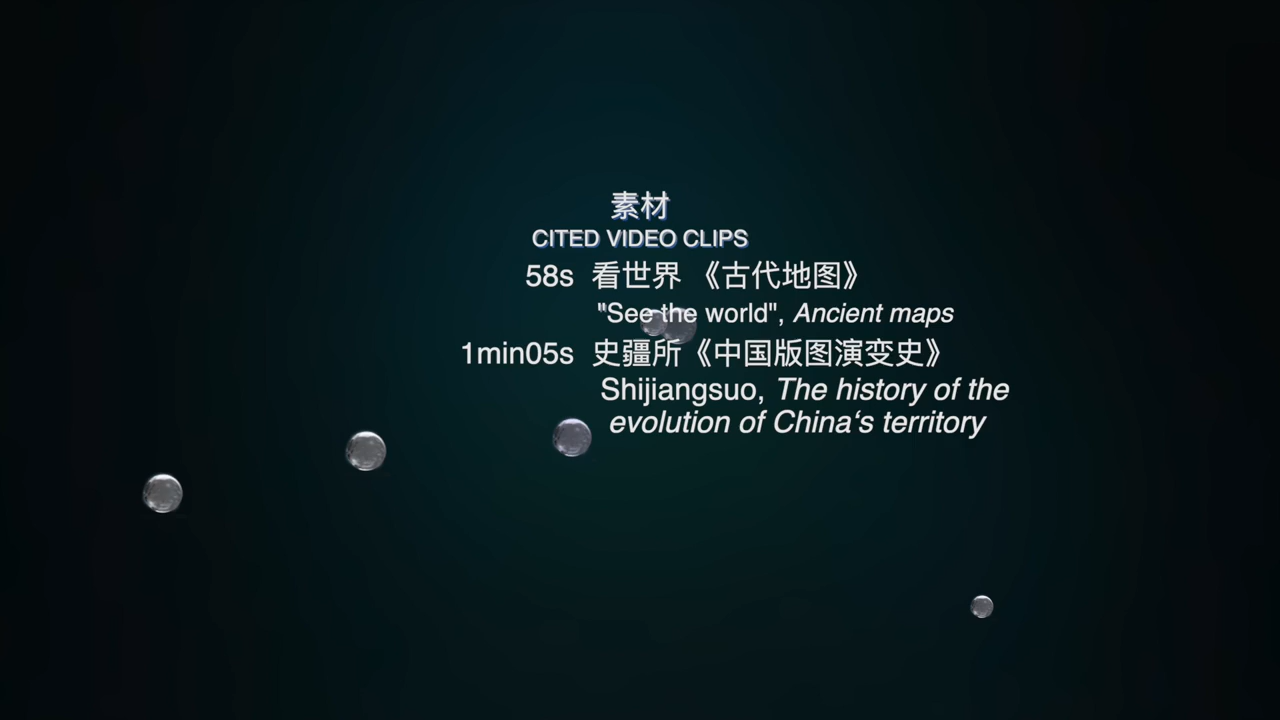 素材
CITED VIDEO CLIPS
58s 看世界 《古代地图》
"See the world", Ancient maps
1min05s 史疆所《中国版图演变史》
Shijiangsuo, The history of the
evolution of China‘s territory